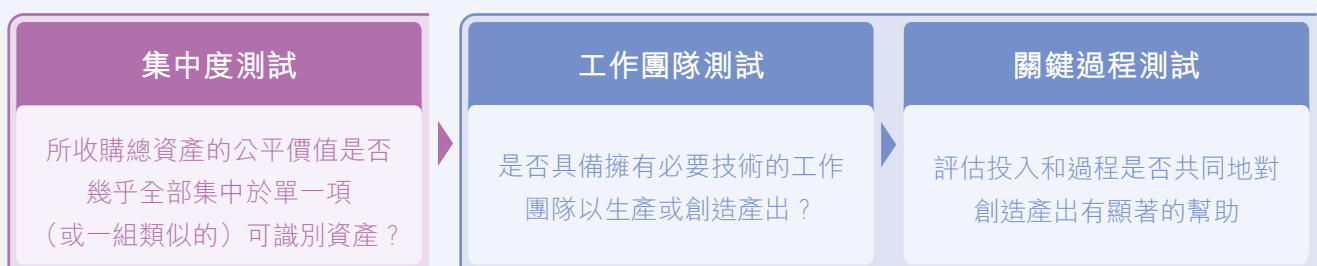 集中度測試
所收購總資產的公平價值是否
幾乎全部集中於單一項
（或一組類似的）可識別資產？
工作團隊測試
是否具備擁有必要技術的工作
團隊以生產或創造產出？
關鍵過程測試
評估投入和過程是否共同地對
創造產出有顯著的幫助